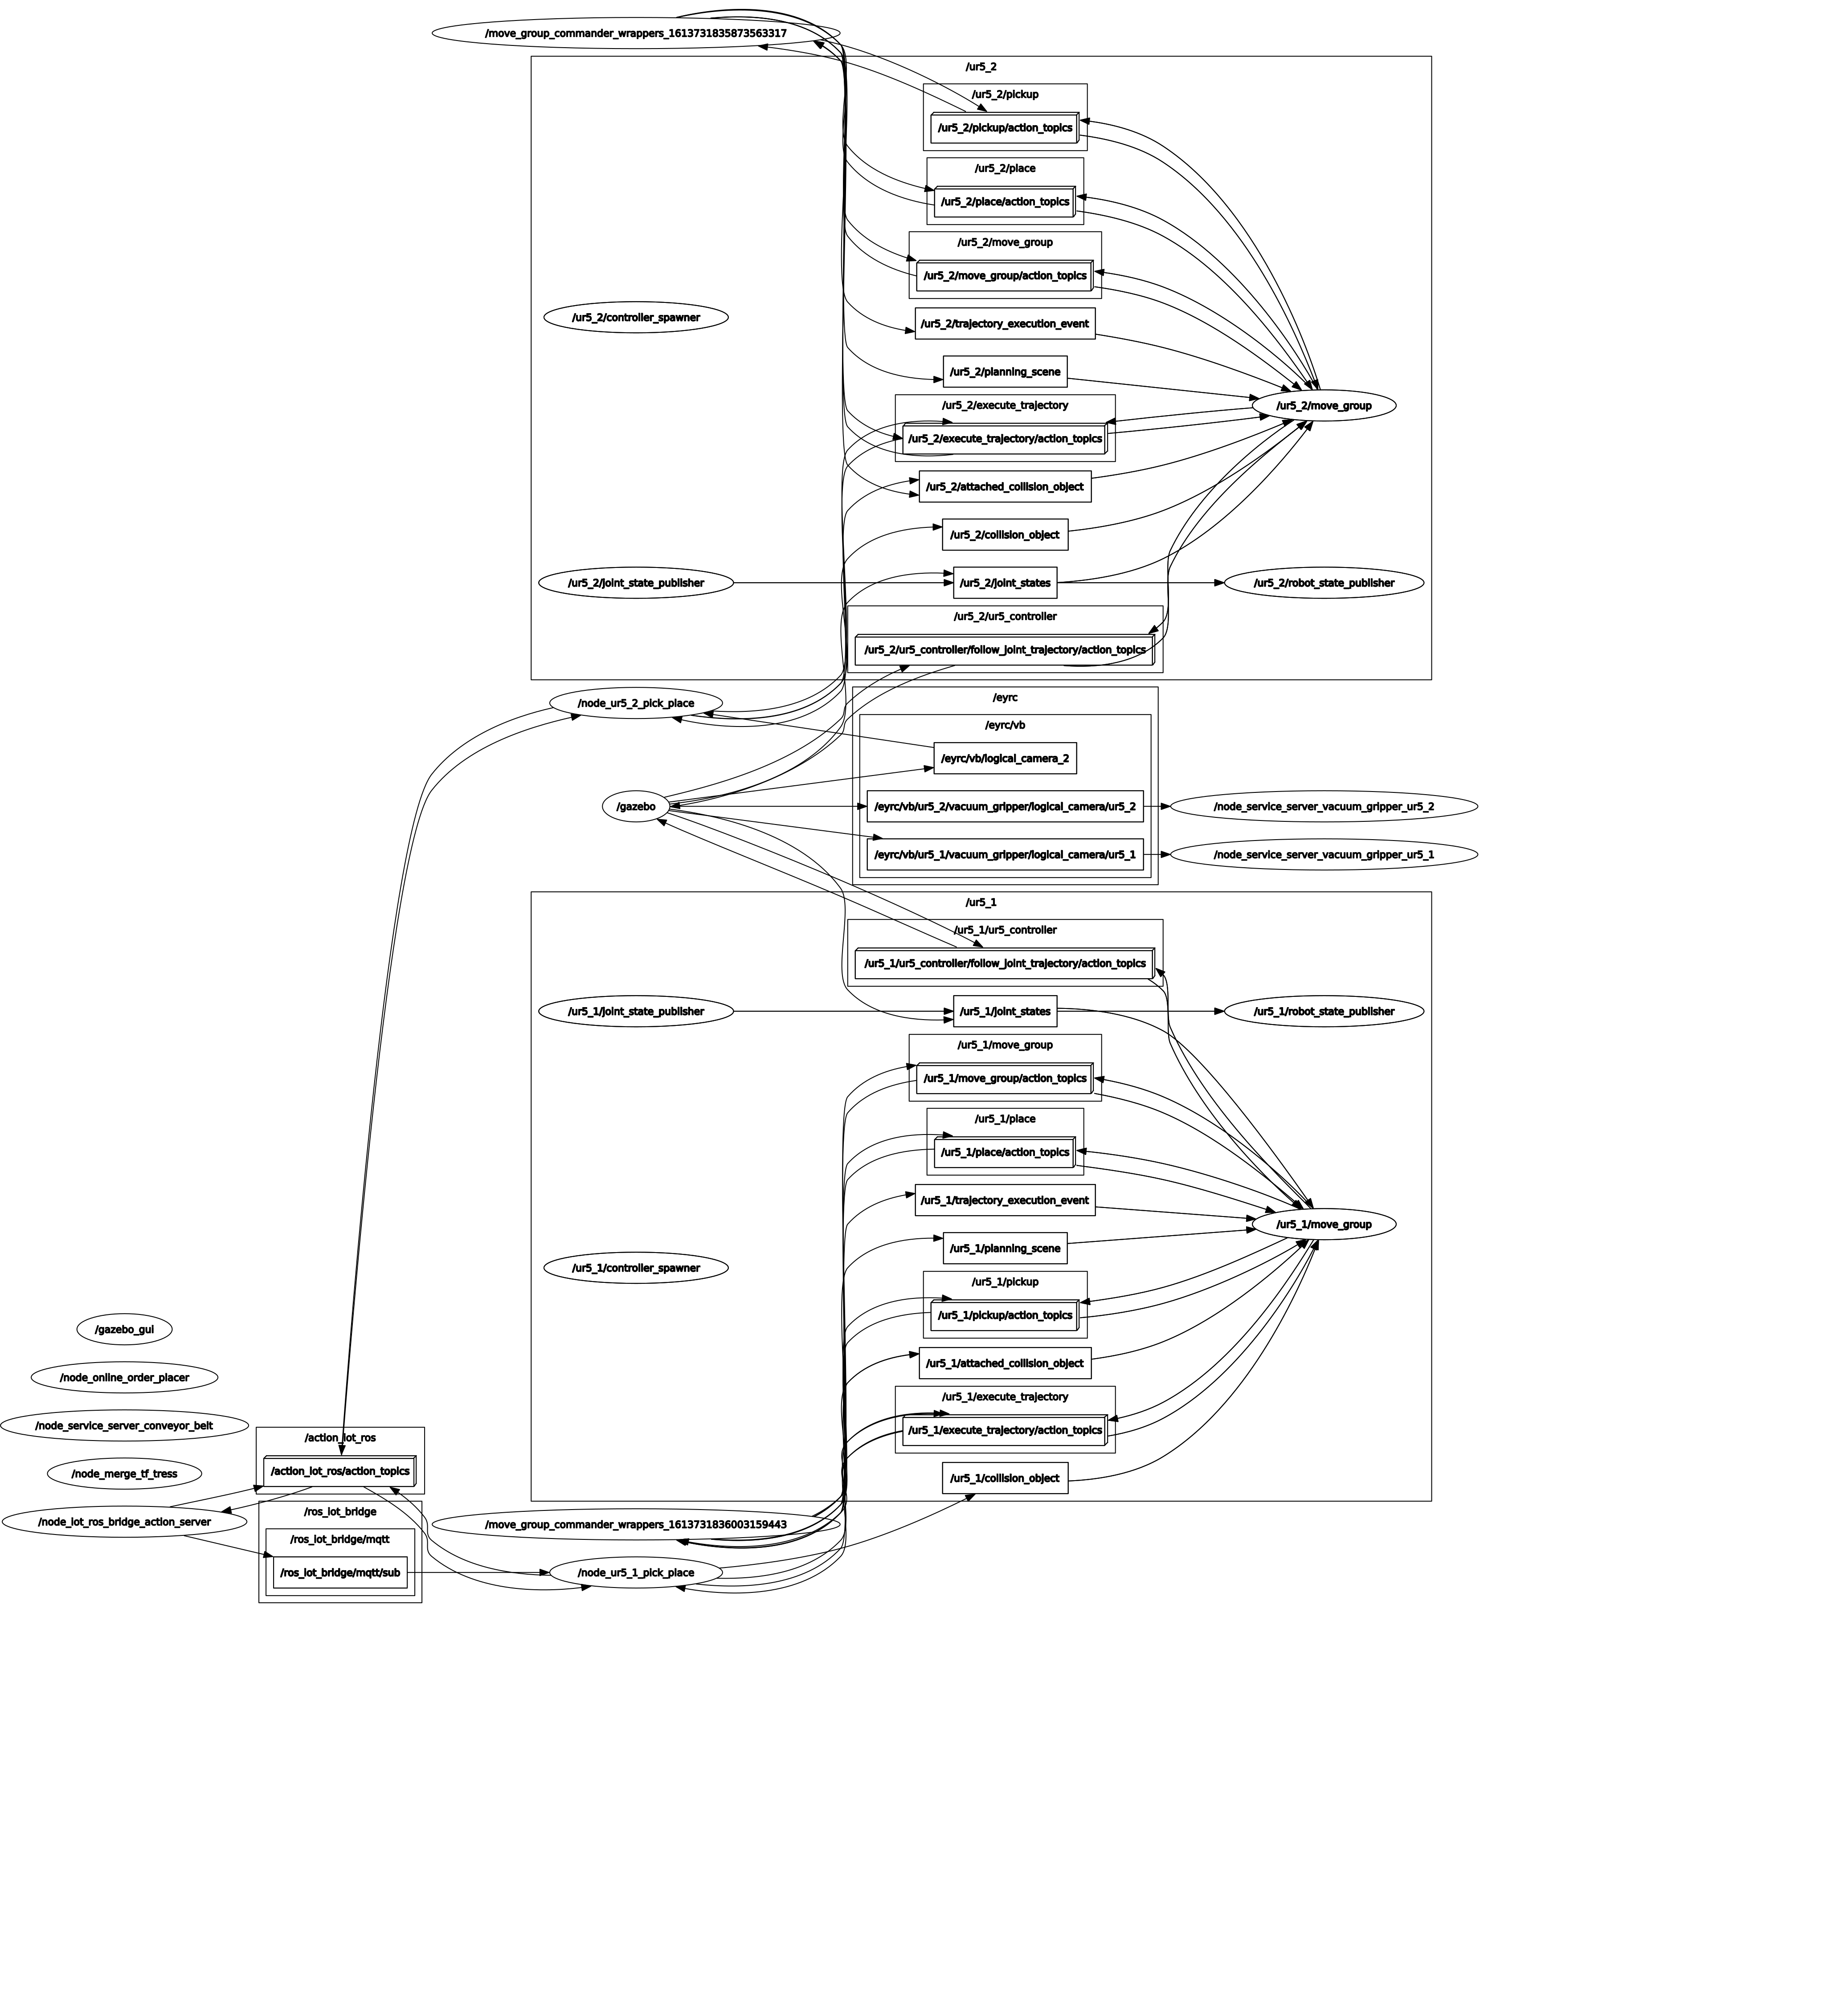 /move_group_commander_wrappers_1613731835873563317
/ur5_2
/ur5_2/pickup
/ur5_2/pickup/action_topics
/ur5_2/place
/ur5_2/place/action_topics
/ur5_2/move_group
/ur5_2/move_group/action_topics
/ur5_2/controller_spawner
/ur5_2/trajectory_execution_event
/ur5_2/planning_scene
/ur5_2/execute_trajectory
/ur5_2/move_group
/ur5_2/execute_trajectory/action_topics
/ur5_2/attached_collision_object
/ur5_2/collision_object
/ur5_2/joint_state_publisher
/ur5_2/joint_states
/ur5_2/robot_state_publisher
/ur5_2/ur5_controller
/ur5_2/ur5_controller/follow_joint_trajectory/action_topics
/node_ur5_2_pick_place
/eyrc
/eyrc/vb
/eyrc/vb/logical_camera_2
/gazebo
/eyrc/vb/ur5_2/vacuum_gripper/logical_camera/ur5_2
/node_service_server_vacuum_gripper_ur5_2
/eyrc/vb/ur5_1/vacuum_gripper/logical_camera/ur5_1
/node_service_server_vacuum_gripper_ur5_1
/ur5_1
/ur5_1/ur5_controller
/ur5_1/ur5_controller/follow_joint_trajectory/action_topics
/ur5_1/joint_state_publisher
/ur5_1/joint_states
/ur5_1/robot_state_publisher
/ur5_1/move_group
/ur5_1/move_group/action_topics
/ur5_1/place
/ur5_1/place/action_topics
/ur5_1/trajectory_execution_event
/ur5_1/move_group
/ur5_1/planning_scene
/ur5_1/controller_spawner
/ur5_1/pickup
/ur5_1/pickup/action_topics
/gazebo_gui
/ur5_1/attached_collision_object
/node_online_order_placer
/ur5_1/execute_trajectory
/node_service_server_conveyor_belt
/ur5_1/execute_trajectory/action_topics
/action_iot_ros
/action_iot_ros/action_topics
/node_merge_tf_tress
/ur5_1/collision_object
/ros_iot_bridge
/node_iot_ros_bridge_action_server
/move_group_commander_wrappers_1613731836003159443
/ros_iot_bridge/mqtt
/ros_iot_bridge/mqtt/sub
/node_ur5_1_pick_place